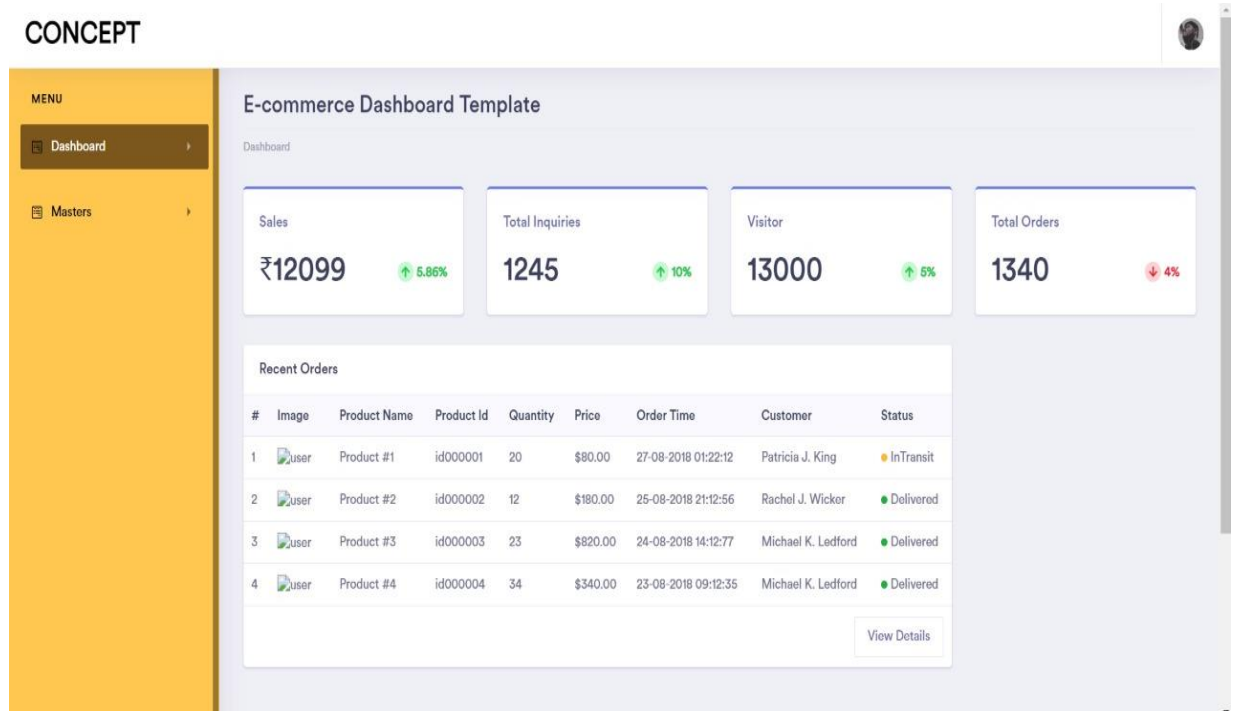 CONCEPT
MENU
Dashboard
Masters
E-commerce Dashboard Template
Dashboard
Sales
₹12099
5.86%
Total Inquiries
1245
10%
Visitor
13000
5%
Total Orders
1340
4%
Recent Orders
# Image Product Name Product Id Quantity Price Order Time Customer Status
1 user Product #1 id000001 20 $80.00 27-08-2018 01:22:12 Patricia J. King InTransit
2 user Product #2 id000002 12 $180.00 25-08-2018 21:12:56 Rachel J. Wicker Delivered
3 user Product #3 id000003 23 $820.00 24-08-2018 14:12:77 Michael K. Ledford Delivered
4 user Product #4 id000004 34 $340.00 23-08-2018 09:12:35 Michael K. Ledford Delivered
View Details